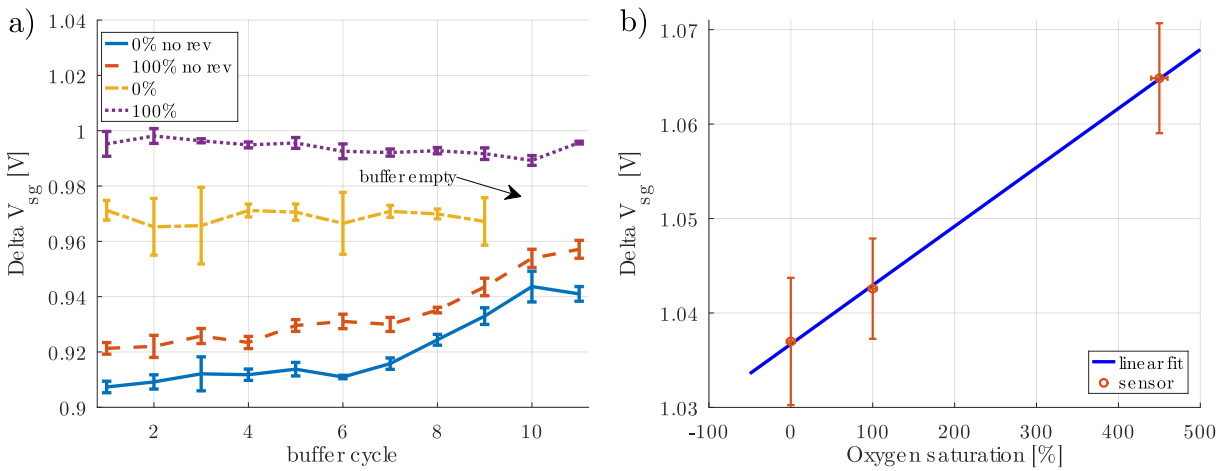 a)
1.04
1.02
1
0.98
0.96
0.94
0.92
0.9
Delta V_sg [V]
0% no rev
100% no rev
0%
100%
buffer empty
2
4
6
8
10
buffer cycle
b)
1.07
1.06
1.05
1.04
1.03
Delta V_sg [V]
linear fit
sensor
-100
0
100
200
300
400
500
Oxygen saturation [%]